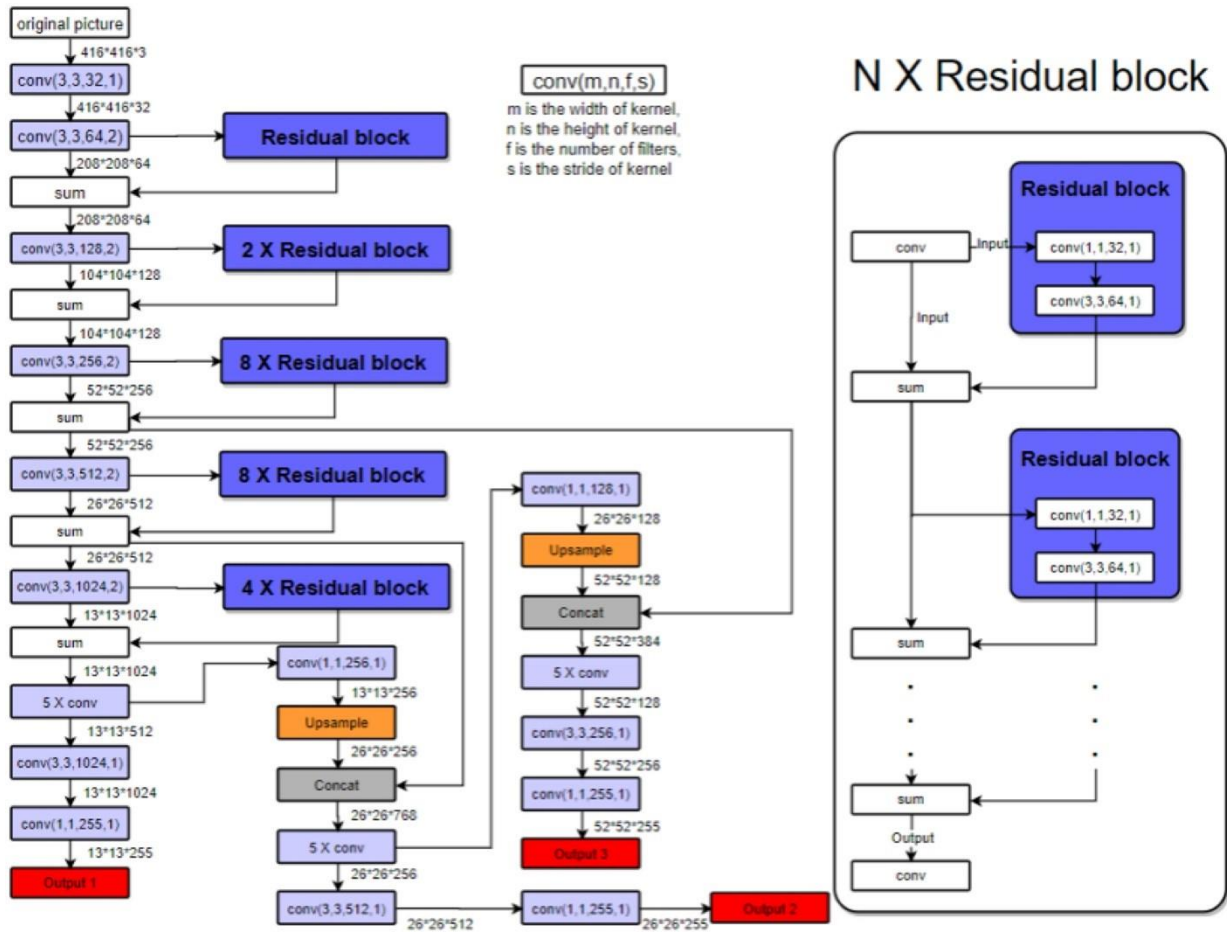 original picture
416*416*3
conv(3,3,32,1)
416*416*32
conv(3,3,64,2)
Residual block
208*208*64
sum
208*208*64
conv(3,3,128,2)
2 X Residual block
104*104*128
sum
104*104*128
conv(3,3,256,2)
8 X Residual block
52*52*256
sum
52*52*256
conv(3,3,512,2)
8 X Residual block
26*26*512
sum
26*26*512
conv(3,3,1024,2)
4 X Residual block
13*13*1024
sum
13*13*1024
5 X conv
13*13*512
conv(3,3,1024,1)
13*13*1024
conv(1,1,255,1)
13*13*255
Output 1
conv(1,1,256,1)
13*13*256
Upsample
26*26*256
Concat
26*26*768
5 X conv
26*26*256
conv(3,3,512,1)
26*26*512
conv(1,1,255,1)
26*26*255
Output 2
conv(1,1,128,1)
26*26*128
Upsample
52*52*128
Concat
52*52*384
5 X conv
52*52*128
conv(3,3,256,1)
52*52*256
conv(1,1,255,1)
52*52*255
Output 3
conv(m,n,f,s)
m is the width of kernel,
n is the height of kernel,
f is the number of filters,
s is the stride of kernel
N X Residual block
Residual block
conv
Input
conv(1,1,32,1)
conv(3,3,64,1)
Input
sum
Residual block
conv(1,1,32,1)
conv(3,3,64,1)
sum
sum
Output
conv